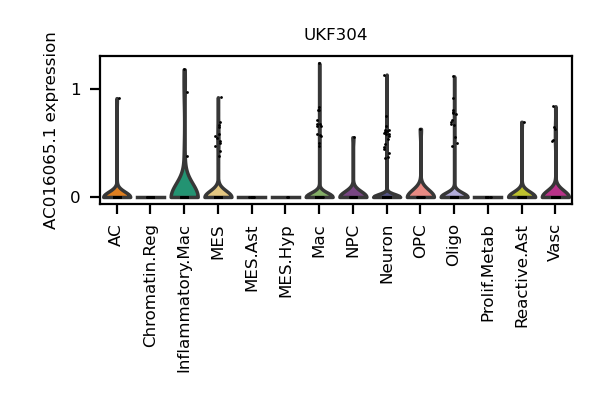 UKF304
AC016065.1 expression
1
0
AC
Chromatin.Reg
Inflammatory.Mac
MES
MES.Ast
MES.Hyp
Mac
NPC
Neuron
OPC
Oligo
Prolif.Metab
Reactive.Ast
Vasc